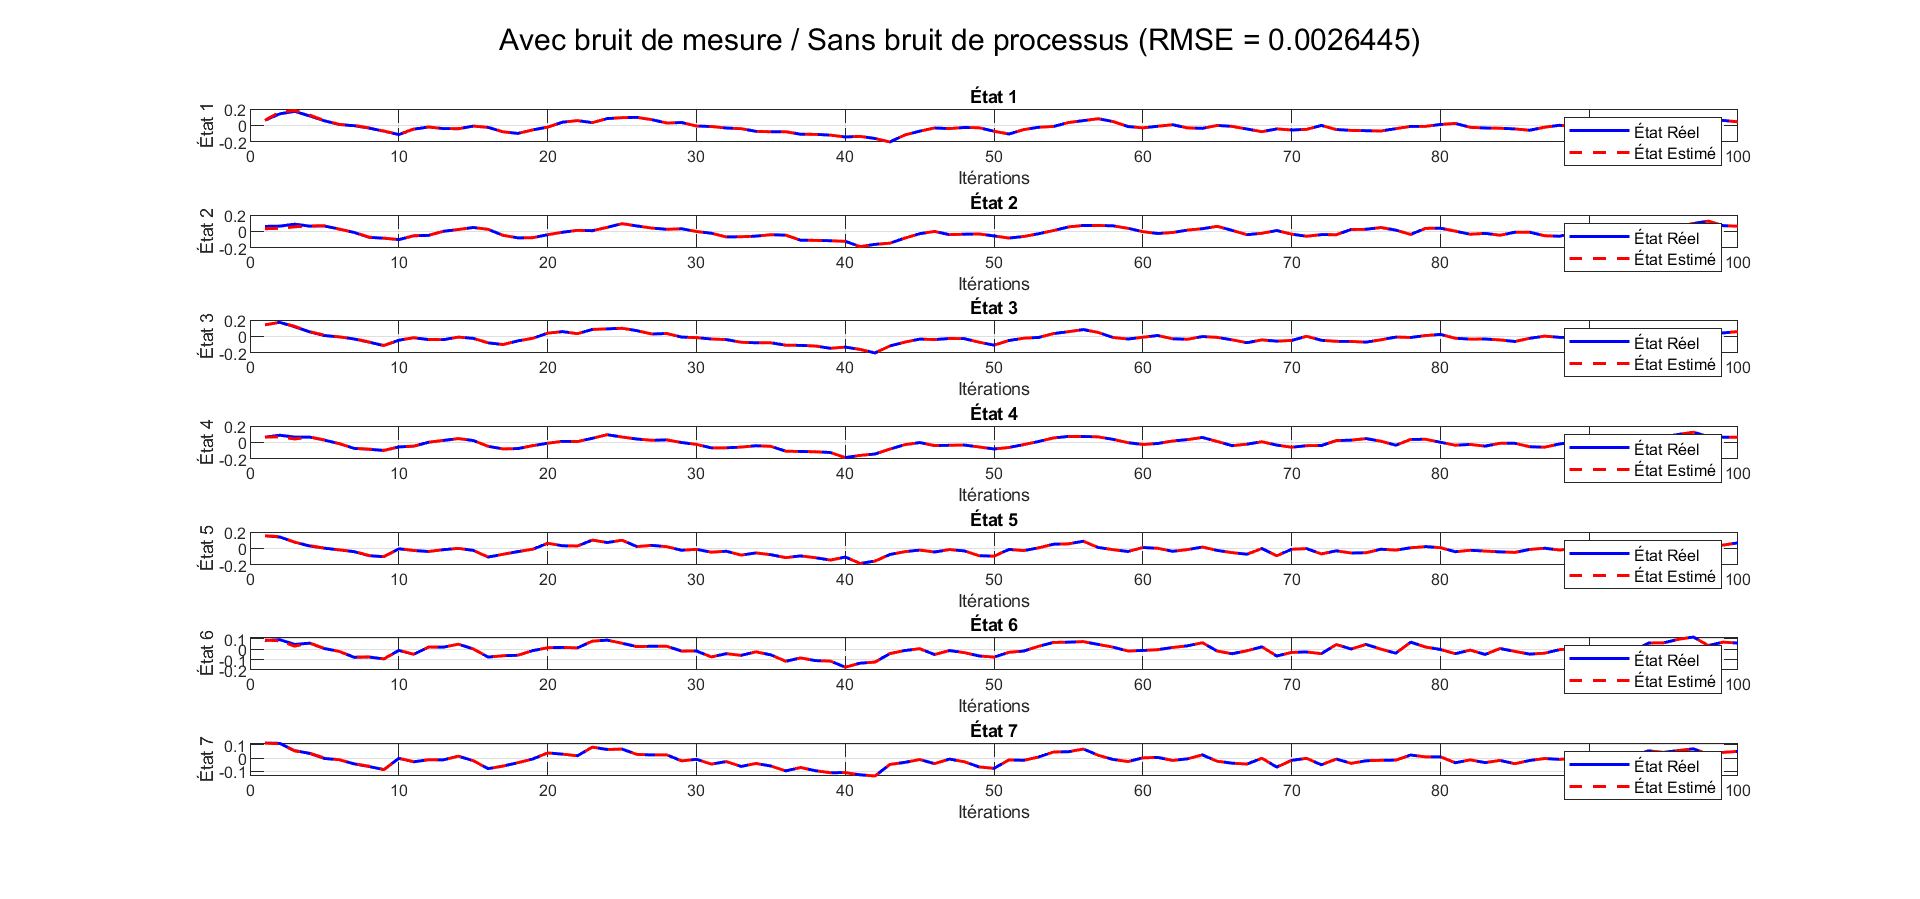 Avec bruit de mesure / Sans bruit de processus (RMSE = 0.0026445)
État 1
État 1
0.2
0
-0.2
0 10 20 30 40 50 60 70 80 100
Itérations
État Réel
État Estimé
État 2
État 2
0.2
0
-0.2
0 10 20 30 40 50 60 70 80 100
Itérations
État Réel
État Estimé
État 3
État 3
0.2
0
-0.2
0 10 20 30 40 50 60 70 80 100
Itérations
État Réel
État Estimé
État 4
État 4
0.2
0
-0.2
0 10 20 30 40 50 60 70 80 100
Itérations
État Réel
État Estimé
État 5
État 5
0.2
0
-0.2
0 10 20 30 40 50 60 70 80 100
Itérations
État Réel
État Estimé
État 6
État 6
0.1
0
-0.1
-0.2
0 10 20 30 40 50 60 70 80 100
Itérations
État Réel
État Estimé
État 7
État 7
0.1
0
-0.1
0 10 20 30 40 50 60 70 80 100
Itérations
État Réel
État Estimé